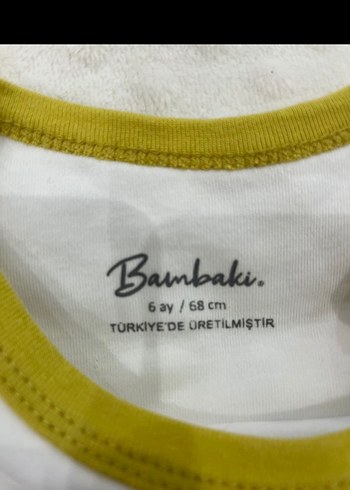 Bambaki.
6 ay / 68 cm
TÜRKİYE'DE ÜRETİLMİŞTİR